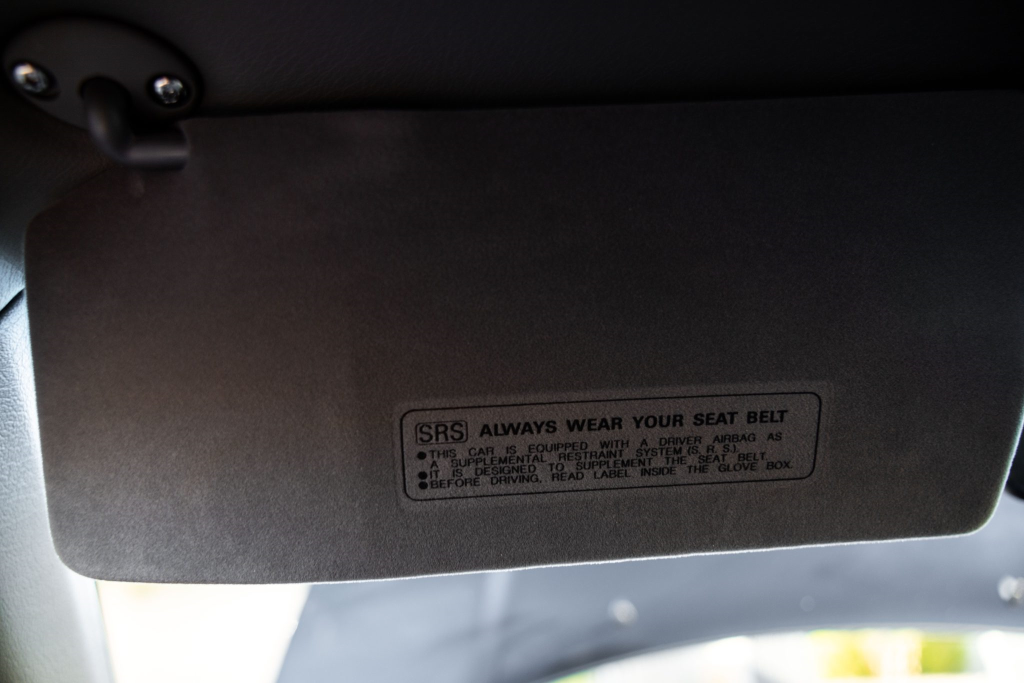 SRS ALWAYS WEAR YOUR SEAT BELT
●THIS CAR IS EQUIPPED WITH A DRIVER AIRBAG AS
A SUPPLEMENTAL RESTRAINT SYSTEM (S. R. S.).
●IT IS DESIGNED TO SUPPLEMENT THE SEAT BELT.
●BEFORE DRIVING, READ LABEL INSIDE THE GLOVE BOX.